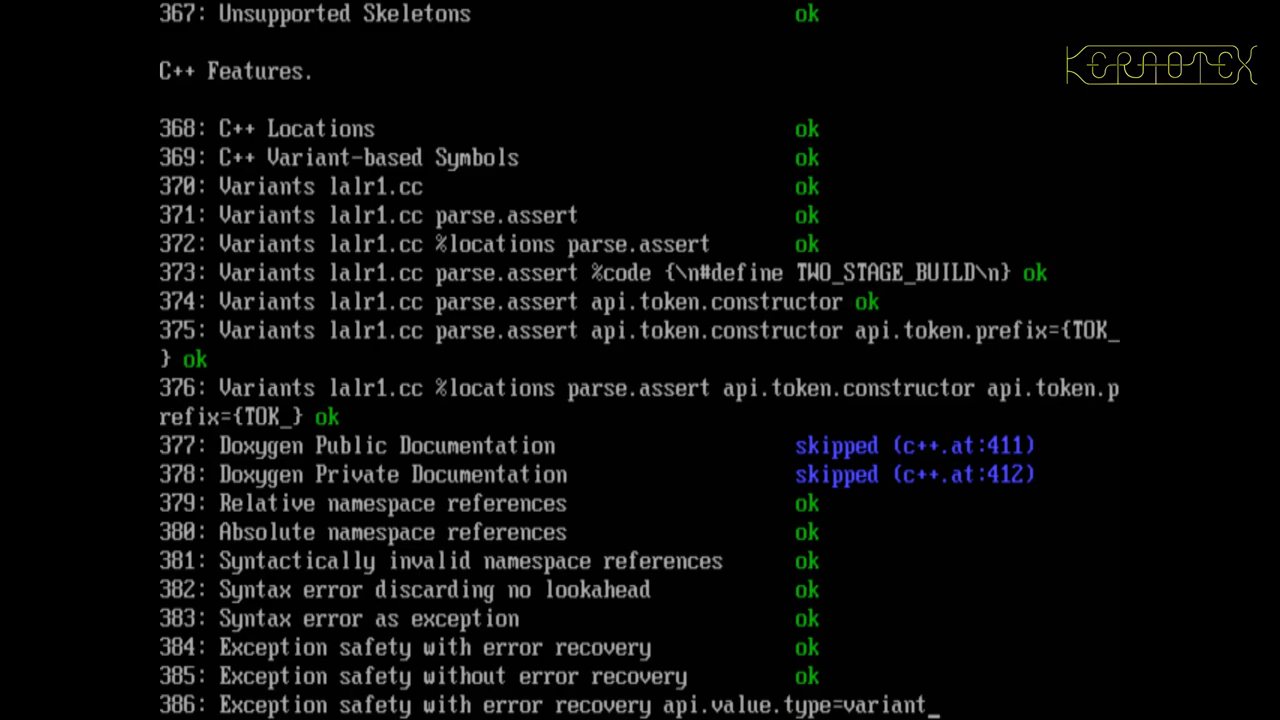 367: Unsupported Skeletons ok
KERNOTEX
C++ Features.
368: C++ Locations ok
369: C++ Variant-based Symbols ok
370: Variants lalr1.cc ok
371: Variants lalr1.cc parse.assert ok
372: Variants lalr1.cc %locations parse.assert ok
373: Variants lalr1.cc parse.assert %code {\n#define TWO_STAGE_BUILD\n} ok
374: Variants lalr1.cc parse.assert api.token.constructor ok
375: Variants lalr1.cc parse.assert api.token.constructor api.token.prefix={TOK_
} ok
376: Variants lalr1.cc %locations parse.assert api.token.constructor api.token.p
refix={TOK_} ok
377: Doxygen Public Documentation skipped (c++.at:411)
378: Doxygen Private Documentation skipped (c++.at:412)
379: Relative namespace references ok
380: Absolute namespace references ok
381: Syntactically invalid namespace references ok
382: Syntax error discarding no lookahead ok
383: Syntax error as exception ok
384: Exception safety with error recovery ok
385: Exception safety without error recovery ok
386: Exception safety with error recovery api.value.type=variant_